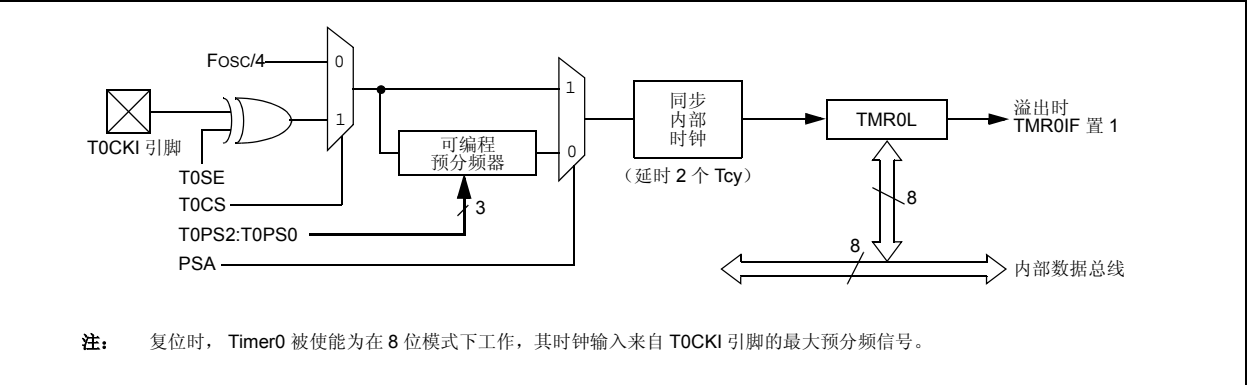 Fosc/4
0
1
T0CKI 引脚
T0SE
T0CS
T0PS2:T0PS0
PSA
可编程
预分频器
3
1
0
同步
内部
时钟
（延时 2 个 Tcy）
TMR0L
溢出时
TMR0IF 置 1
8
8
内部数据总线
注： 复位时， Timer0 被使能为在 8 位模式下工作，其时钟输入来自 T0CKI 引脚的最大预分频信号。